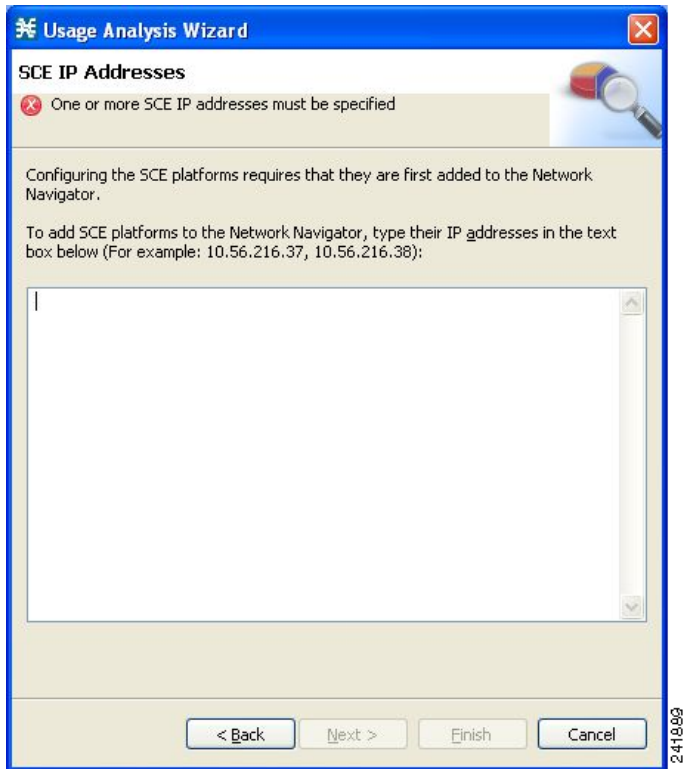 Usage Analysis Wizard
SCE IP Addresses
One or more SCE IP addresses must be specified
Configuring the SCE platforms requires that they are first added to the Network
Navigator.
To add SCE platforms to the Network Navigator, type their IP addresses in the text
box below (For example: 10.56.216.37, 10.56.216.38):
< Back
Next >
Finish
Cancel
241889